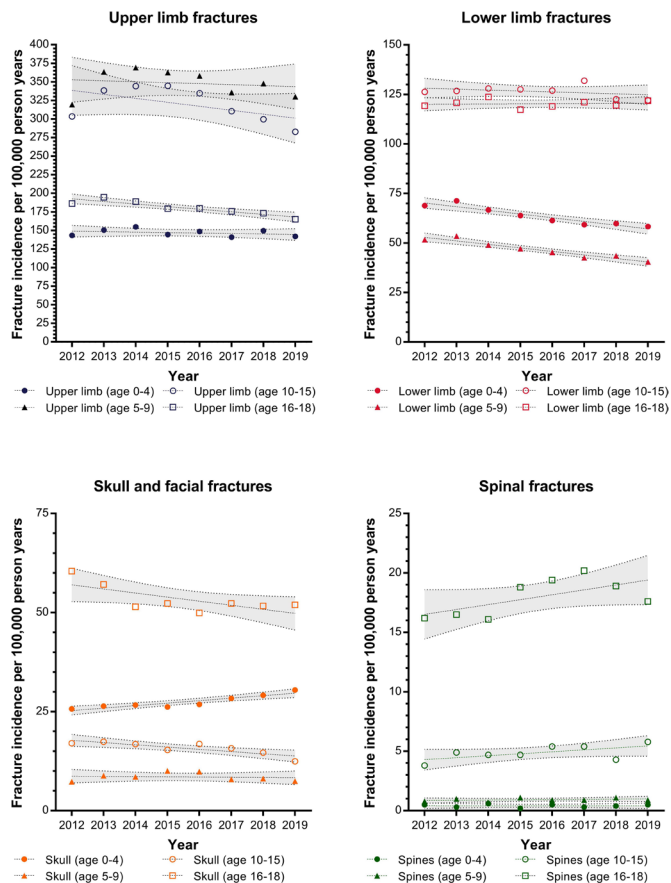 Upper limb fractures
Fracture incidence per 100,000 person years
400
375
350
325
300
275
250
225
200
175
150
125
100
75
50
25
0
2012 2013 2014 2015 2016 2017 2018 2019
Year
Upper limb (age 0-4) Upper limb (age 10-15)
Upper limb (age 5-9) Upper limb (age 16-18)
Lower limb fractures
Fracture incidence per 100,000 person years
150
125
100
75
50
25
0
2012 2013 2014 2015 2016 2017 2018 2019
Year
Lower limb (age 0-4) Lower limb (age 10-15)
Lower limb (age 5-9) Lower limb (age 16-18)
Skull and facial fractures
Fracture incidence per 100,000 person years
75
50
25
0
2012 2013 2014 2015 2016 2017 2018 2019
Year
Skull (age 0-4) Skull (age 10-15)
Skull (age 5-9) Skull (age 16-18)
Spinal fractures
Fracture incidence per 100,000 person years
25
20
15
10
5
0
2012 2013 2014 2015 2016 2017 2018 2019
Year
Spines (age 0-4) Spines (age 10-15)
Spines (age 5-9) Spines (age 16-18)